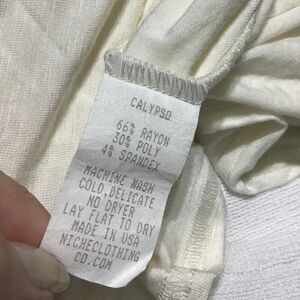 CALYPSO
66% RAYON
30% POLY
4% SPANDEX
MACHINE WASH
COLD, DELICATE
NO DRYER
LAY FLAT TO DRY
MADE IN USA
NICHECLOTHING
CO.COM